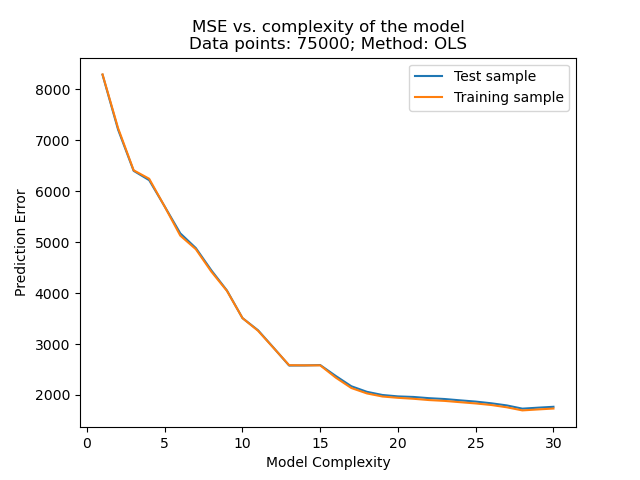 MSE vs. complexity of the model
Data points: 75000; Method: OLS
Test sample
Training sample
8000
7000
6000
5000
4000
3000
2000
Prediction Error
0 5 10 15 20 25 30
Model Complexity